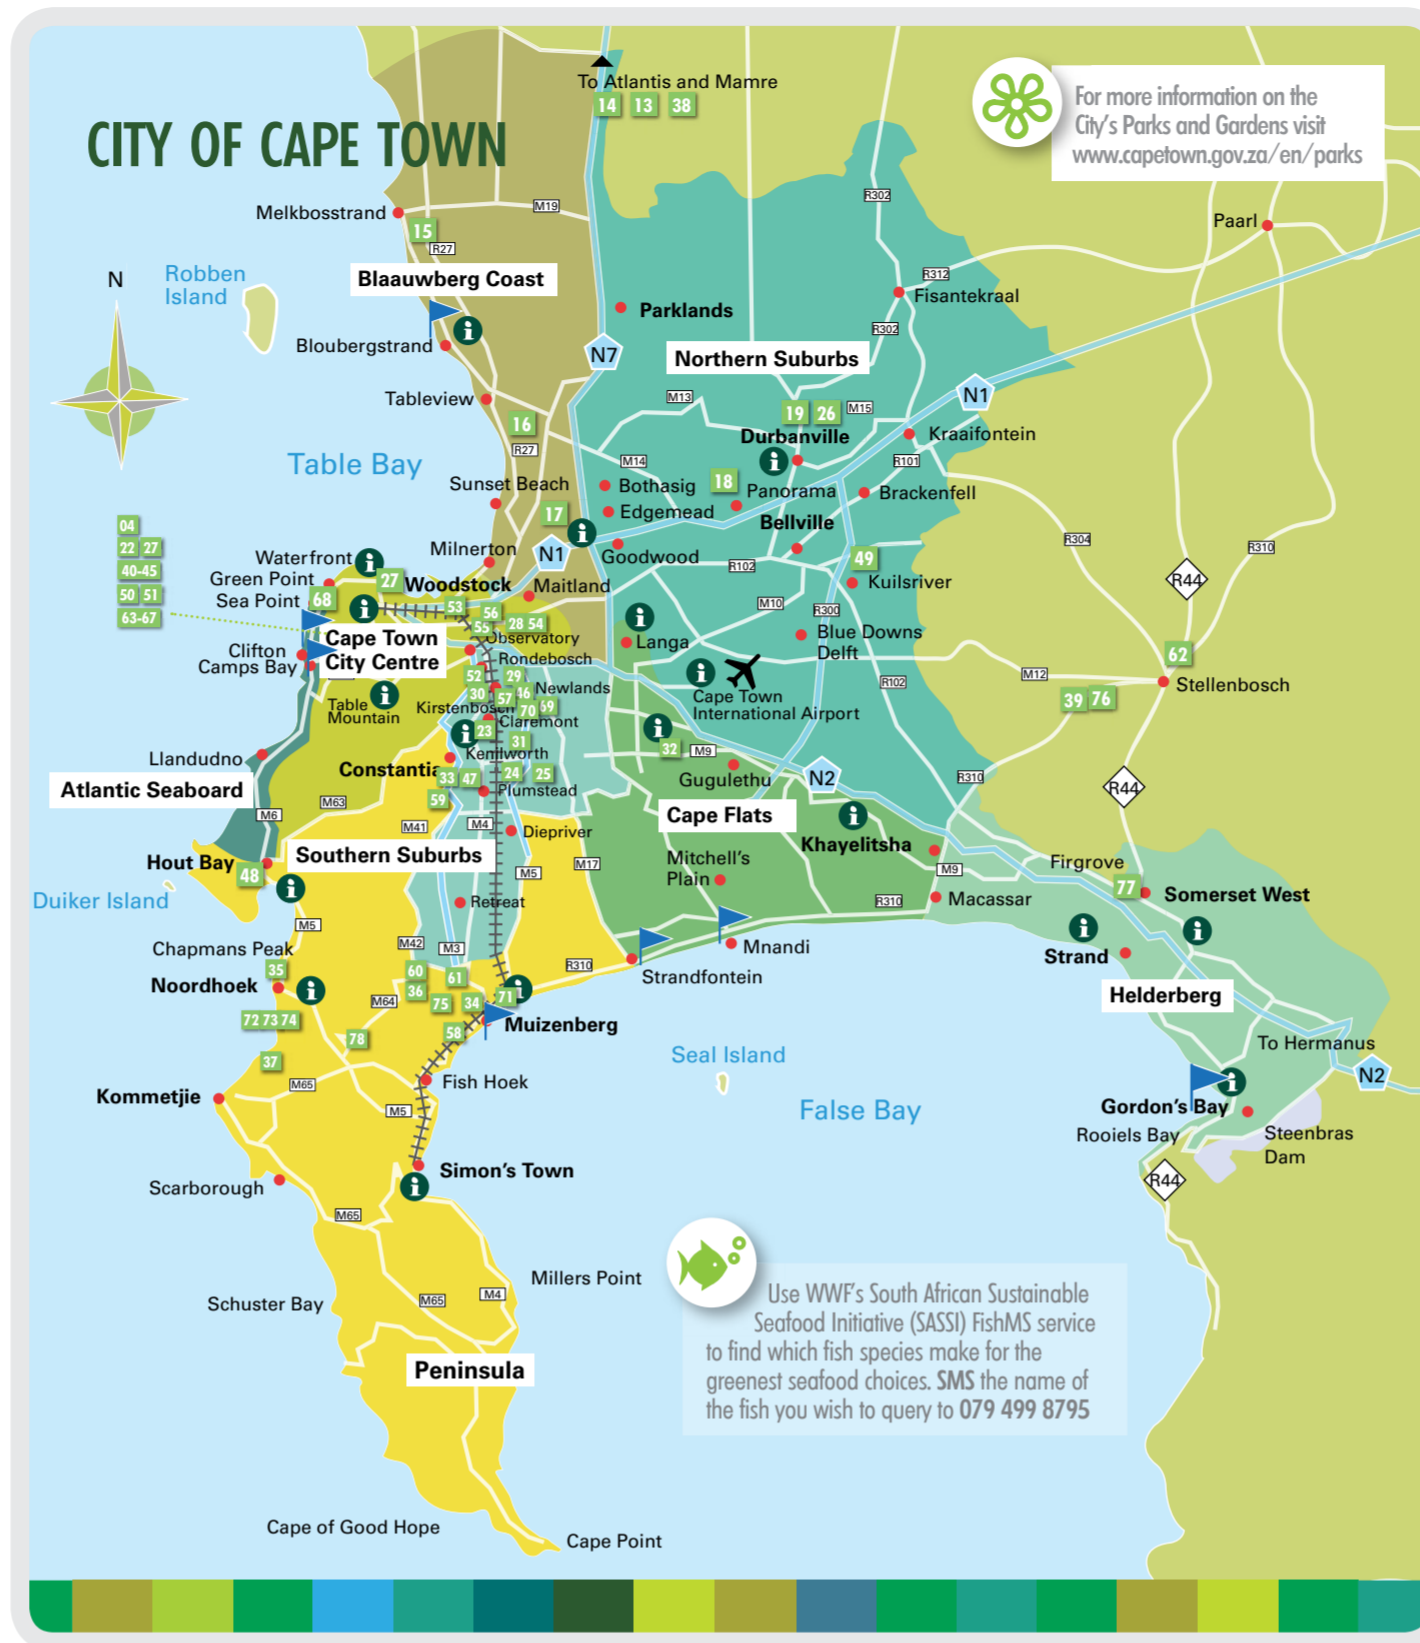 To Atlantis and Mamre
14 13 38
For more information on the
City's Parks and Gardens visit
www.capetown.gov.za/en/parks
CITY OF CAPE TOWN
R302
Melkbosstrand
M19
Paarl
15
R27
N
Robben
Island
Blaauwberg Coast
R312
Fisantekraal
Parklands
R302
Bloubergstrand
N7
Northern Suburbs
Tableview
M13
N1
19 26 M15
16
Durbanville
Kraaifontein
R27
Table Bay
M14
R101
Sunset Beach
Bothasig
18
Panorama
Brackenfell
17
Edgemead
Bellville
04
22 27
40-45
50 51
63-67
Waterfront
Milnerton
N1
Goodwood
R304
R310
49
Green Point
27
Woodstock
Maitland
R102
Kuilsriver
R44
Sea Point
68
53
56
M10
R300
55
28 54
Cape Town
City Centre
Observatory
Langa
Blue Downs
Delft
Clifton
Camps Bay
Rondebosch
62
52
29
M12
Stellenbosch
30
57
46
Newlands
R102
39 76
Table
Mountain
Kirstenbosch
70
69
Cape Town
International Airport
23
Claremont
31
32
M9
Llandudno
Kenilworth
Constantia
33 47
24
25
Gugulethu
N2
R310
R44
Atlantic Seaboard
59
Plumstead
M63
M6
M41
M4
Diepriver
Cape Flats
Khayelitsha
Southern Suburbs
Hout Bay
48
M17
M5
Mitchell's
Plain
M9
Firgrove
77
Somerset West
Duiker Island
Retreat
R310
Macassar
M5
M42
M3
Chapmans Peak
Mnandi
Strand
35
60
61
R310
Strandfontein
Noordhoek
36
75
34
71
Helderberg
M64
72 73 74
78
58
Muizenberg
To Hermanus
37
Seal Island
N2
M65
Fish Hoek
Kommetjie
M5
False Bay
Gordon's Bay
Rooiels Bay
Steenbras
Dam
Simon's Town
Scarborough
R44
M65
Millers Point
Schuster Bay
M65
M4
Use WWF's South African Sustainable
Seafood Initiative (SASSI) FishMS service
to find which fish species make for the
greenest seafood choices. SMS the name of
the fish you wish to query to 079 499 8795
Peninsula
Cape of Good Hope
Cape Point